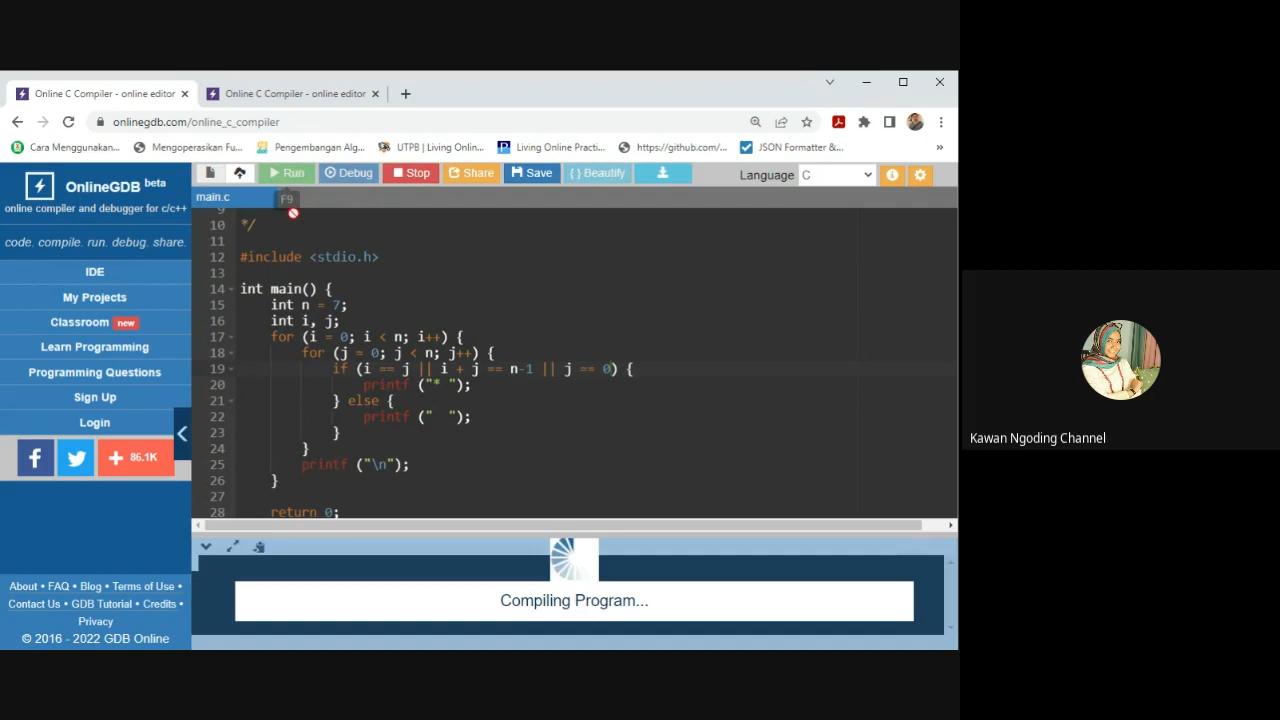 Online C Compiler - online editor
Online C Compiler - online editor
onlinegdb.com/online_c_compiler
Cara Menggunakan...
Mengoperasikan Fu...
Pengembangan Alg...
UTPB | Living Onlin...
Living Online Practi...
https://github.com/...
JSON Formatter &...
»
OnlineGDB beta
online compiler and debugger for c/c++
code. compile. run. debug. share.
IDE
My Projects
Classroom new
Learn Programming
Programming Questions
Sign Up
Login
86.1K
About • FAQ • Blog • Terms of Use •
Contact Us • GDB Tutorial • Credits •
Privacy
© 2016 - 2022 GDB Online
Run
Debug
Stop
Share
Save
{ } Beautify
Language C
main.c
F9
9
10 */
11
12 #include <stdio.h>
13
14 int main() {
15 int n = 7;
16 int i, j;
17 for (i = 0; i < n; i++) {
18 for (j = 0; j < n; j++) {
19 if (i == j || i + j == n-1 || j == 0) {
20 printf ("* ");
21 } else {
22 printf ("  ");
23 }
24 }
25 printf ("\n");
26 }
27
28 return 0;
Compiling Program...
Kawan Ngoding Channel